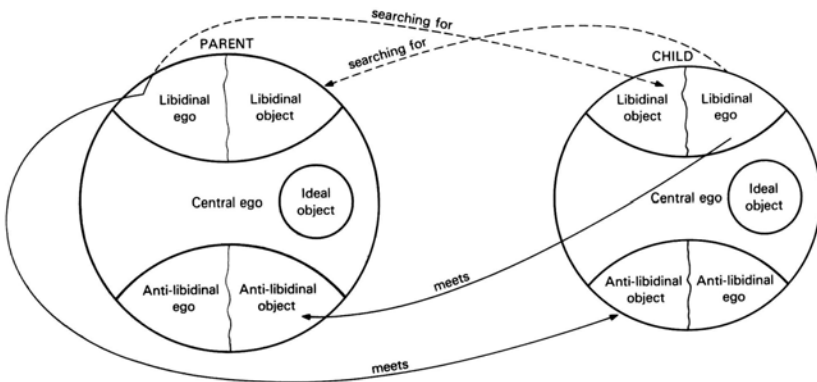 searching for
PARENT
searching for
CHILD
Libidinal
ego
Libidinal
object
Libidinal
object
Libidinal
ego
Central ego
Ideal
object
Central ego
Ideal
object
Anti-libidinal
ego
Anti-libidinal
object
Anti-libidinal
object
Anti-libidinal
ego
meets
meets